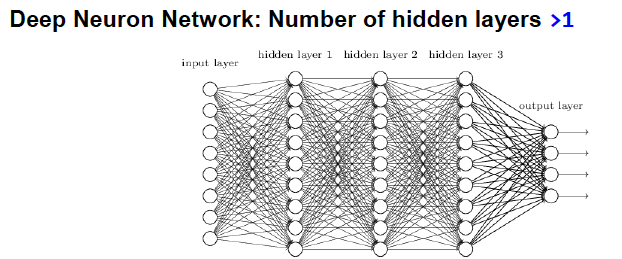 Deep Neuron Network: Number of hidden layers >1
hidden layer 1 hidden layer 2 hidden layer 3
input layer
output layer